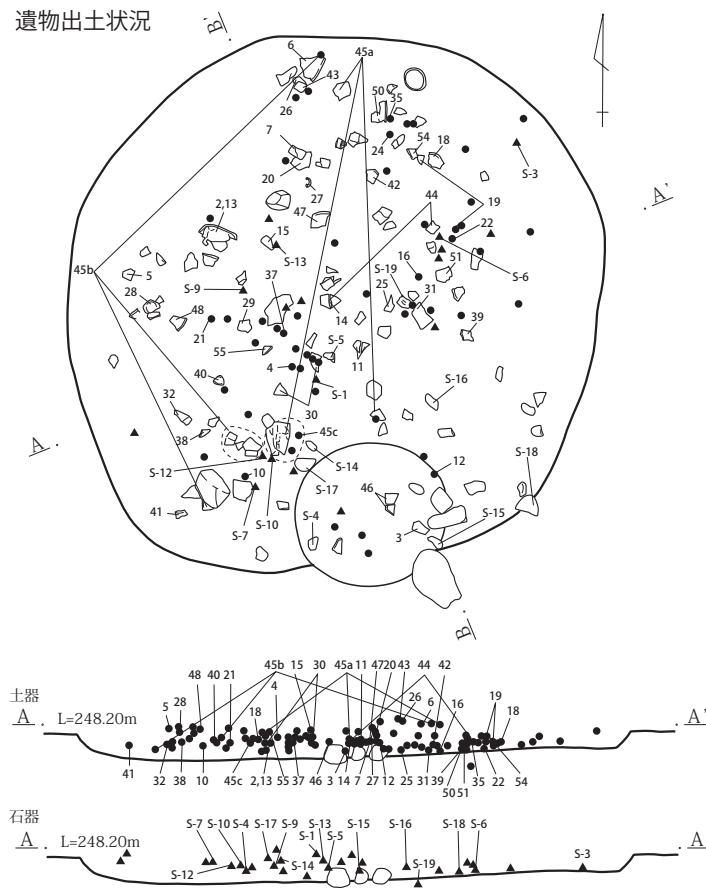 遺物出土状況
B'
6
45a
43
26
50
35
7
24
54
18
20
S-3
27
42
44
19
A'
2,13
47
22
15
S-13
16
51
S-6
45b
5
37
S-19
S-9
28
25
31
48
29
14
21
39
55
S-5
11
4
40
S-1
S-16
32
30
38
45c
A
S-14
12
S-18
S-12
10
S-17
46
41
S-7
S-10
S-4
3
S-15
B
土器
A
L=248.20m
A'
48 40 21 45b 15 30 45a 11 47 20 43 44 42
5 28 4 26 6 16 19
18 18
41 32 38 10 45c 2,13 55 37 46 3 14 7 27 12 25 31 39 35 22 54
50 51
石器
A
L=248.20m
A
S-7 S-10 S-4 S-17 S-9 S-13 S-5 S-15 S-16 S-18 S-6
S-1
S-12 S-14 S-19 S-3